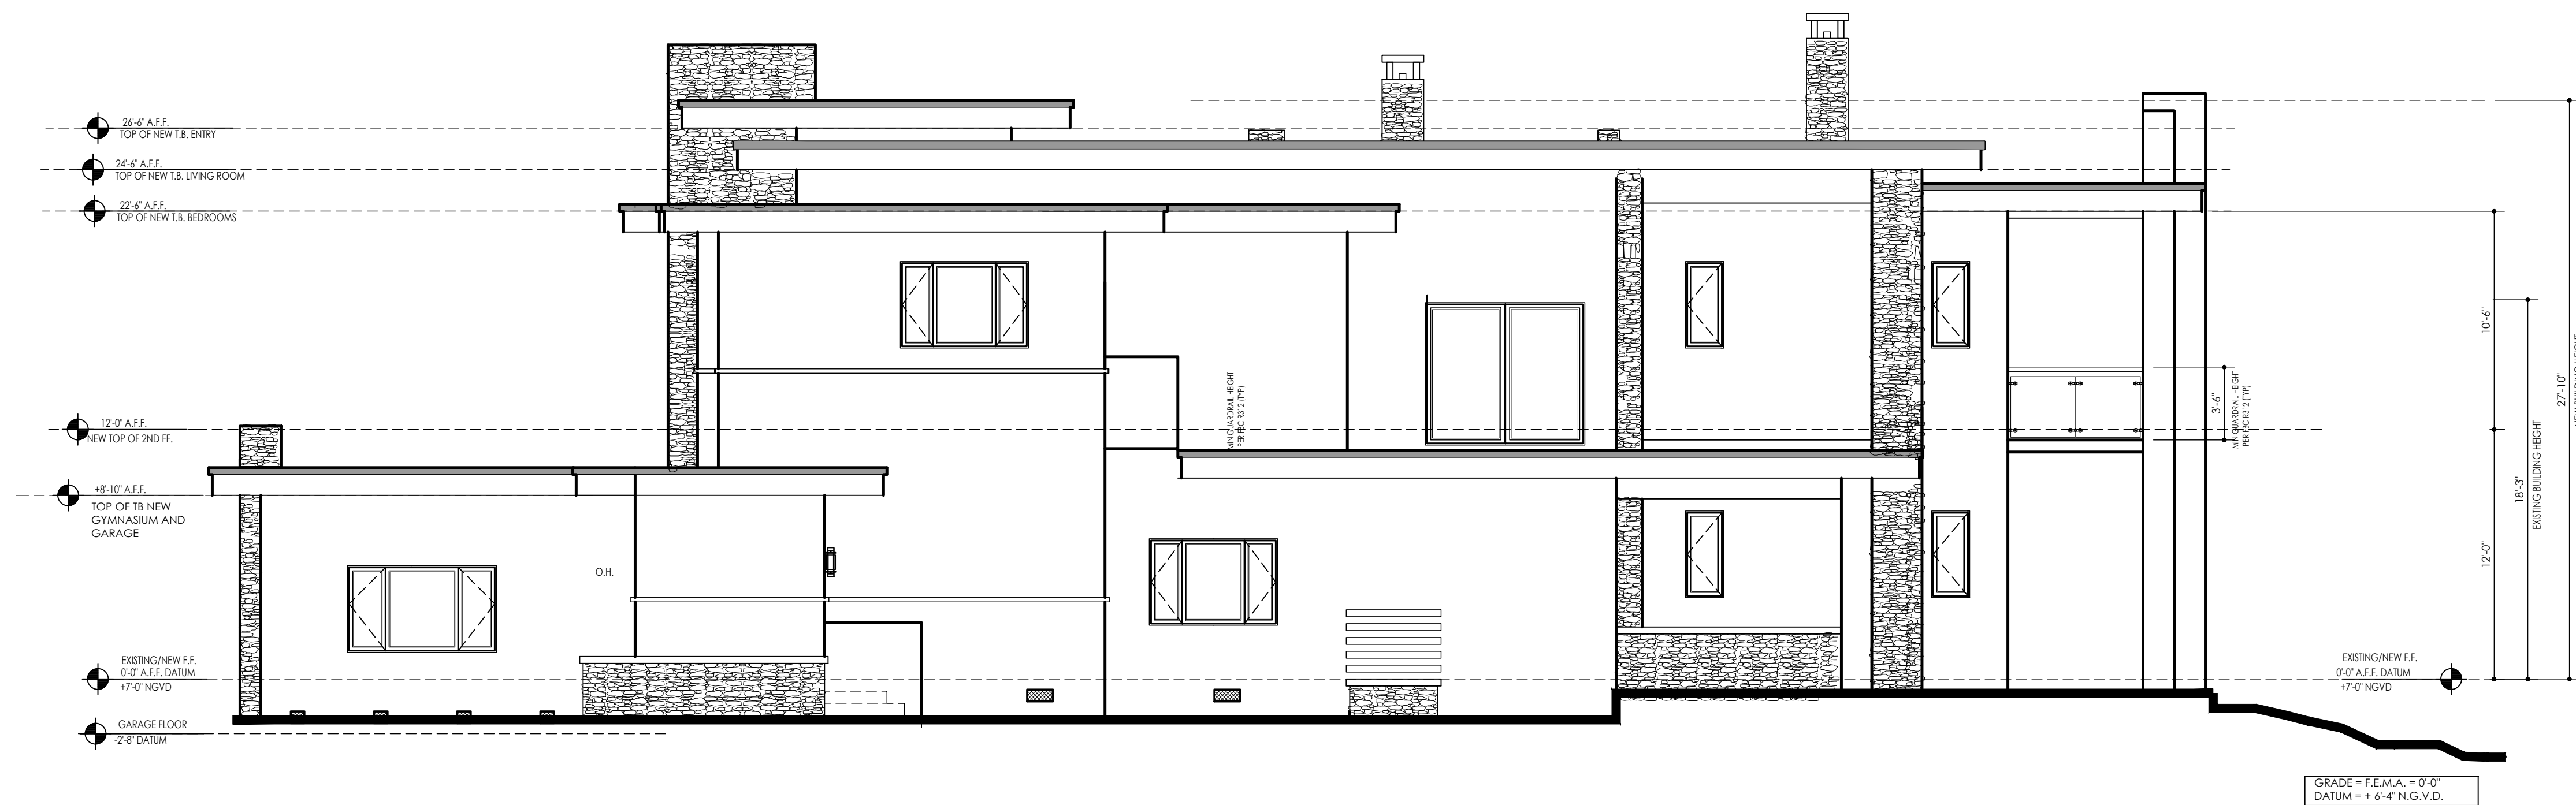 26'-6" A.F.F.
TOP OF NEW T.B. ENTRY
24'-6" A.F.F.
TOP OF NEW T.B. LIVING ROOM
22'-6" A.F.F.
TOP OF NEW T.B. BEDROOMS
12'-0" A.F.F.
NEW TOP OF 2ND FF.
+8'-10" A.F.F.
TOP OF TB NEW
GYMNASIUM AND
GARAGE
EXISTING/NEW F.F.
0'-0" A.F.F. DATUM
+7'-0" NGVD
GARAGE FLOOR
-2'-8" DATUM
O.H.
MIN GUARDRAIL HEIGHT
PER FBC R312 (TYP)
3'-6"
MIN GUARDRAIL HEIGHT
PER FBC R312 (TYP)
10'-6"
12'-0"
18'-3"
EXISTING BUILDING HEIGHT
27'-10"
EXISTING/NEW F.F.
0'-0" A.F.F. DATUM
+7'-0" NGVD
GRADE = F.E.M.A. = 0'-0"
DATUM = + 6'-4" N.G.V.D.